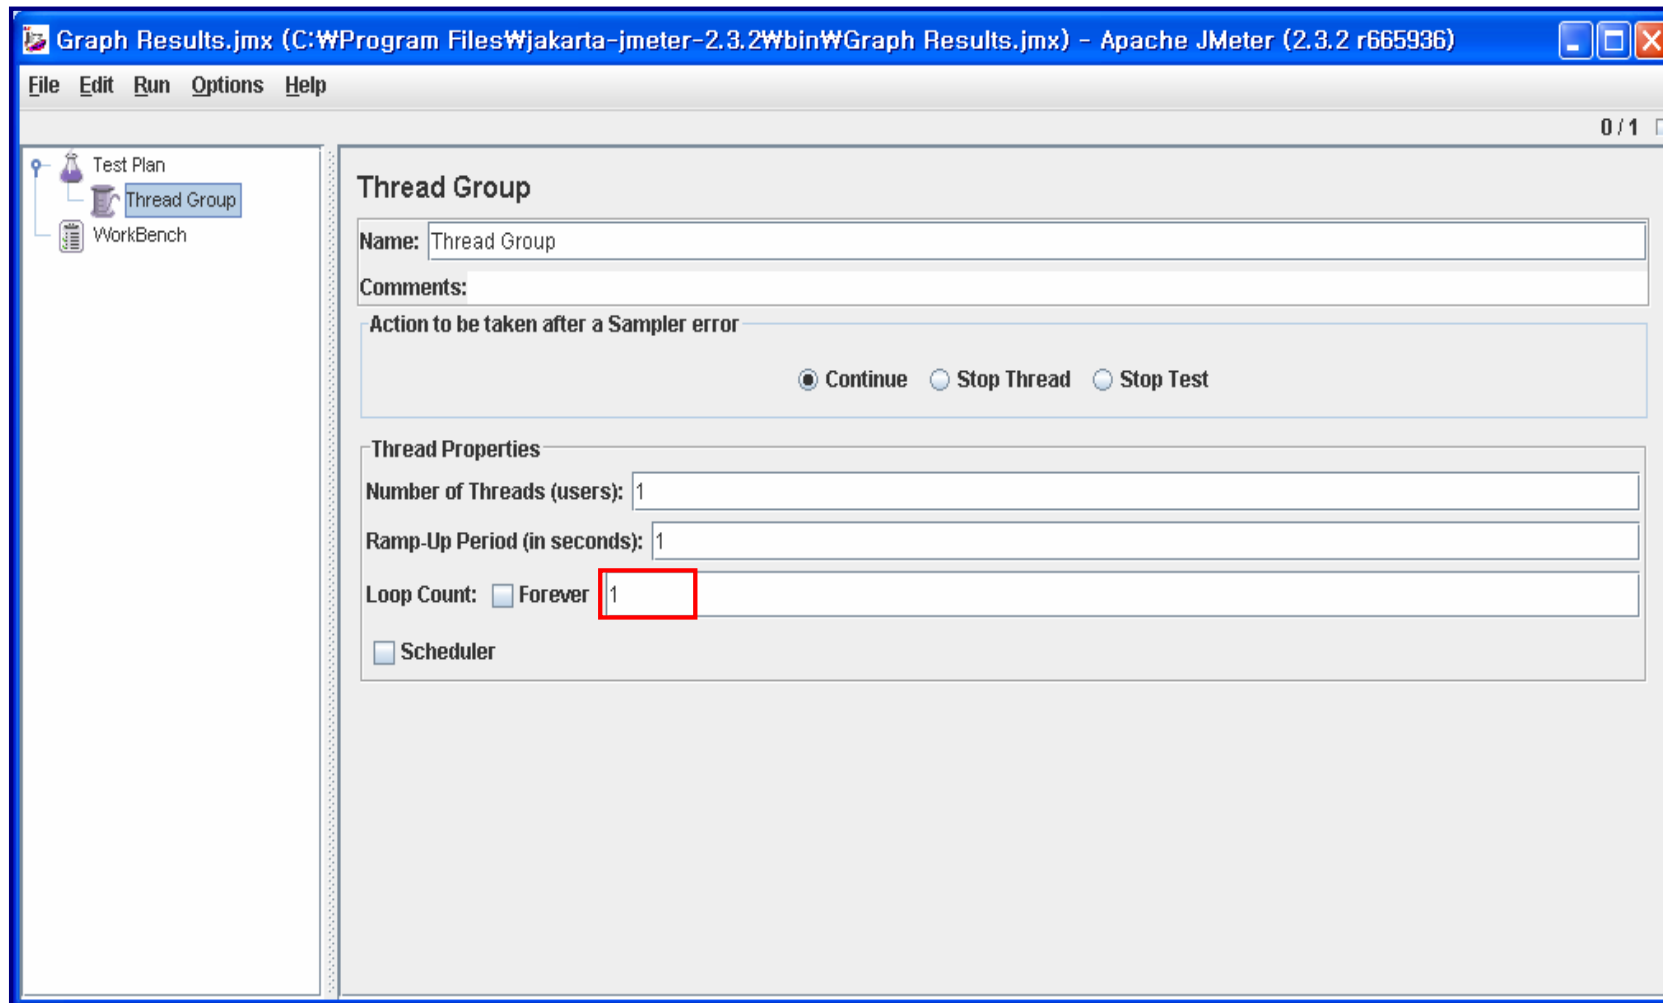 Graph Results.jmx (C:₩Program Files₩jakarta-jmeter-2.3.2₩bin₩Graph Results.jmx) - Apache JMeter (2.3.2 r665936)
File Edit Run Options Help
0 / 1
Test Plan
Thread Group
WorkBench
Thread Group
Name: Thread Group
Comments:
Action to be taken after a Sampler error
Continue Stop Thread Stop Test
Thread Properties
Number of Threads (users): 1
Ramp-Up Period (in seconds): 1
Loop Count: Forever 1
Scheduler